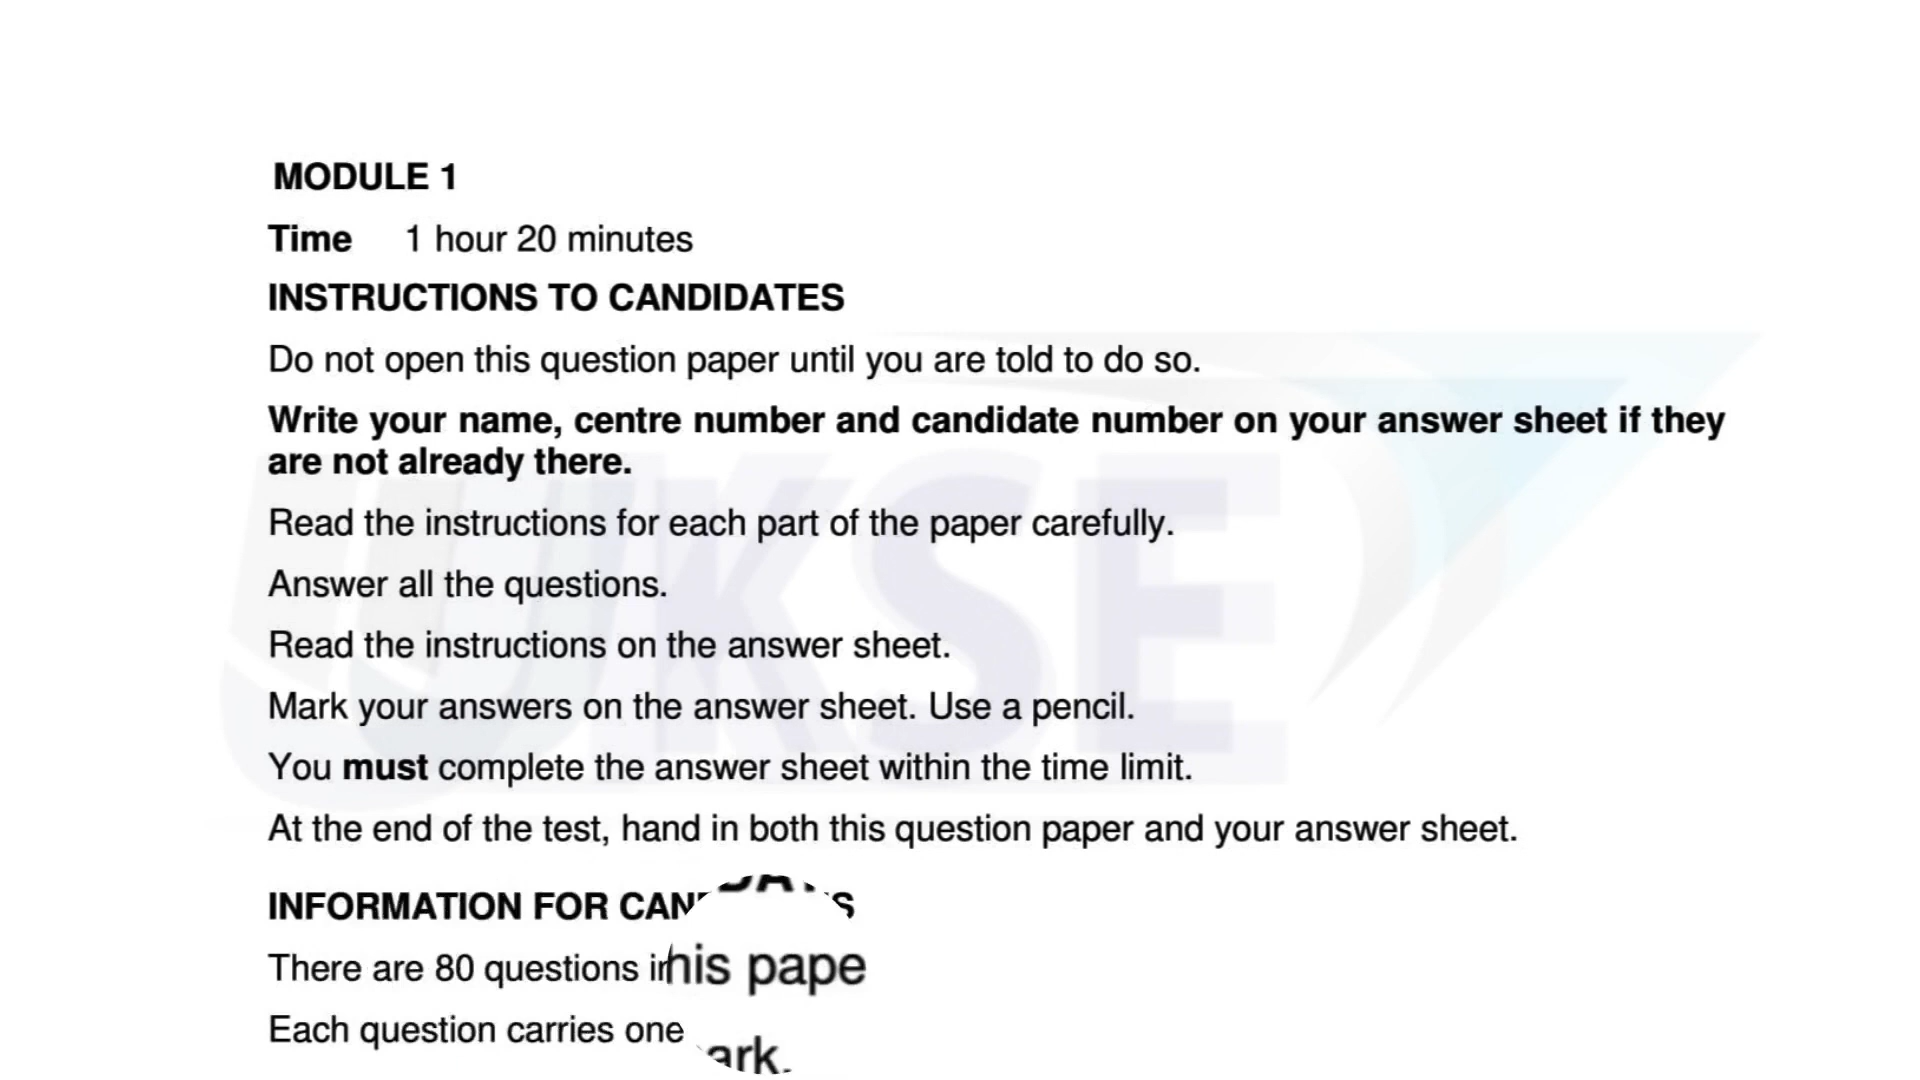 MODULE 1
Time 1 hour 20 minutes
INSTRUCTIONS TO CANDIDATES
Do not open this question paper until you are told to do so.
Write your name, centre number and candidate number on your answer sheet if they
are not already there.
Read the instructions for each part of the paper carefully.
Answer all the questions.
Read the instructions on the answer sheet.
Mark your answers on the answer sheet. Use a pencil.
You must complete the answer sheet within the time limit.
At the end of the test, hand in both this question paper and your answer sheet.
INFORMATION FOR
There are 80 questions
Each question carries one
UKSE